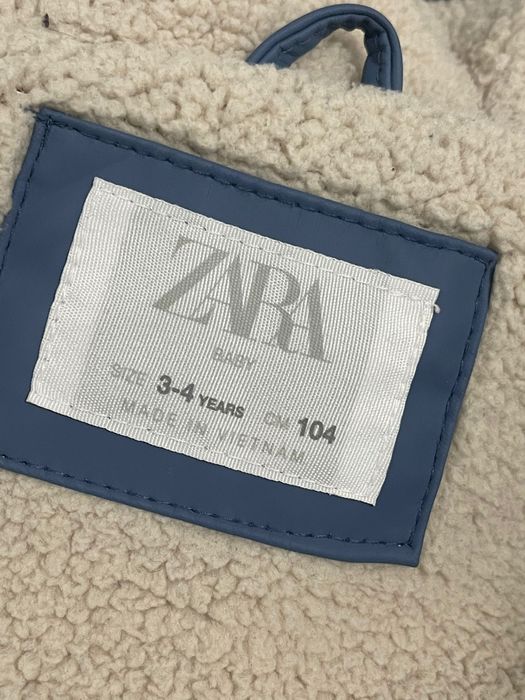 ZARA
BABY
SIZE 3-4 YEARS CM 104
MADE IN VIETNAM